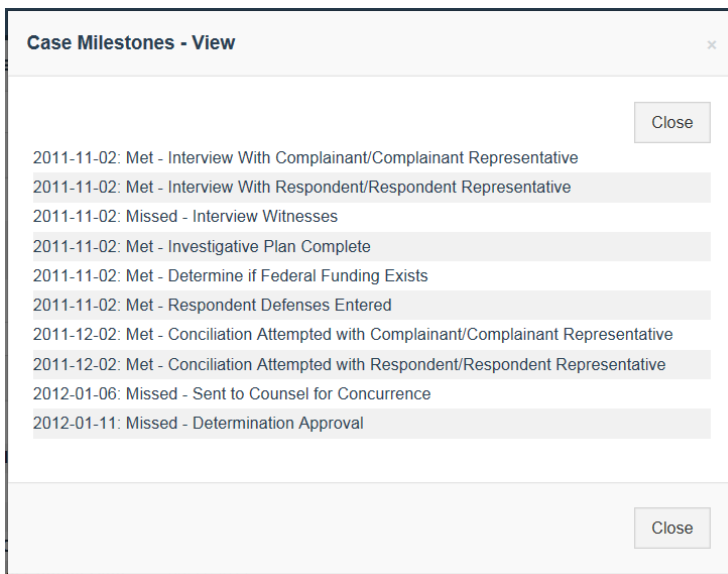 Case Milestones - View
×
Close
2011-11-02: Met - Interview With Complainant/Complainant Representative
2011-11-02: Met - Interview With Respondent/Respondent Representative
2011-11-02: Missed - Interview Witnesses
2011-11-02: Met - Investigative Plan Complete
2011-11-02: Met - Determine if Federal Funding Exists
2011-11-02: Met - Respondent Defenses Entered
2011-12-02: Met - Conciliation Attempted with Complainant/Complainant Representative
2011-12-02: Met - Conciliation Attempted with Respondent/Respondent Representative
2012-01-06: Missed - Sent to Counsel for Concurrence
2012-01-11: Missed - Determination Approval
Close